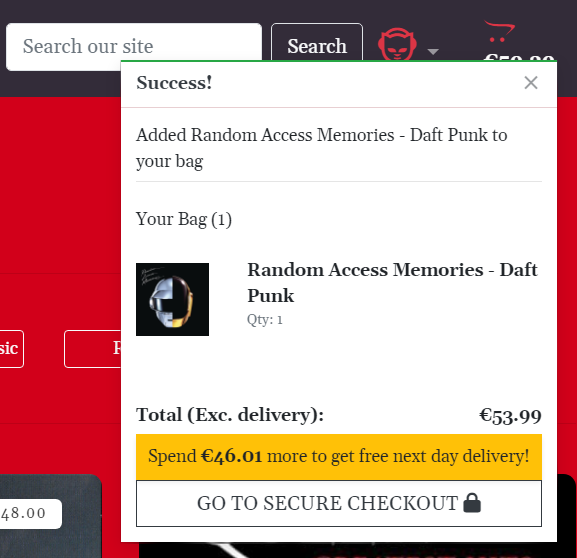 Search our site
Search
Success!
Added Random Access Memories - Daft Punk to
your bag
Your Bag (1)
Random Access Memories - Daft
Punk
Qty: 1
sic
R
Total (Exc. delivery):
€53.99
Spend €46.01 more to get free next day delivery!
GO TO SECURE CHECKOUT
48.00